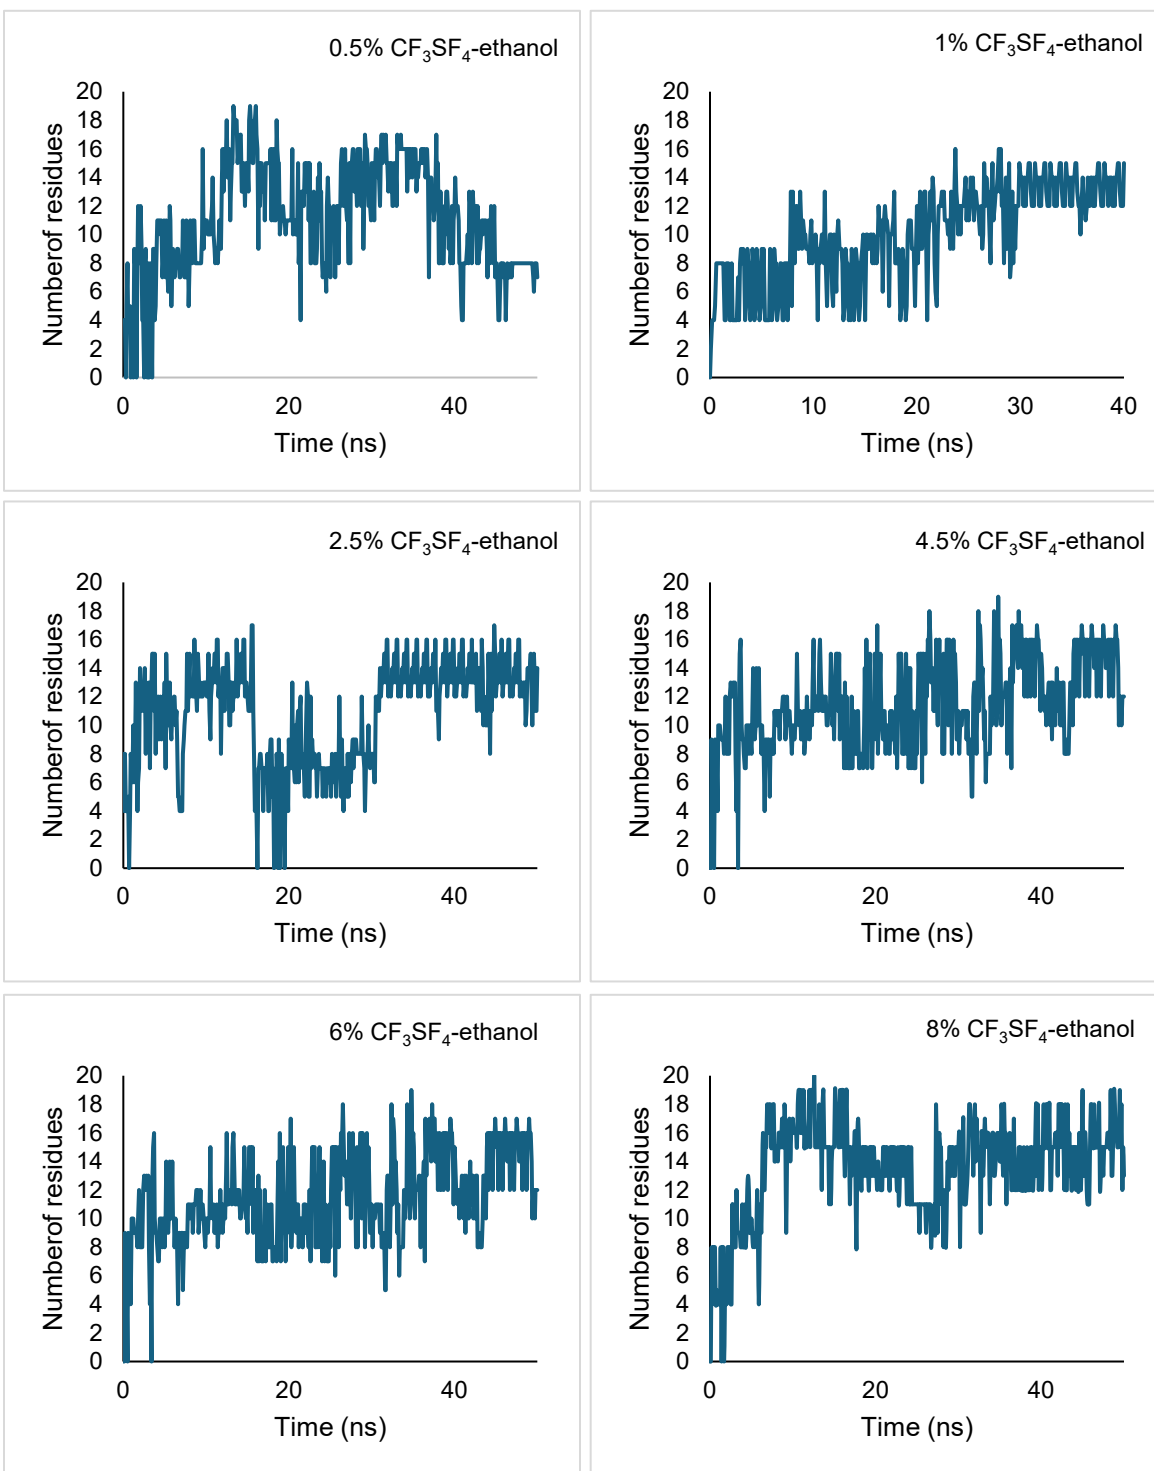 0.5% CF₃SF₄-ethanol
Numberof residues
20
18
16
14
12
10
8
6
4
2
0
0 20 40
Time (ns)
1% CF₃SF₄-ethanol
Numberof residues
20
18
16
14
12
10
8
6
4
2
0
0 10 20 30 40
Time (ns)
2.5% CF₃SF₄-ethanol
Numberof residues
20
18
16
14
12
10
8
6
4
2
0
0 20 40
Time (ns)
4.5% CF₃SF₄-ethanol
Numberof residues
20
18
16
14
12
10
8
6
4
2
0
0 20 40
Time (ns)
6% CF₃SF₄-ethanol
Numberof residues
20
18
16
14
12
10
8
6
4
2
0
0 20 40
Time (ns)
8% CF₃SF₄-ethanol
Numberof residues
20
18
16
14
12
10
8
6
4
2
0
0 20 40
Time (ns)